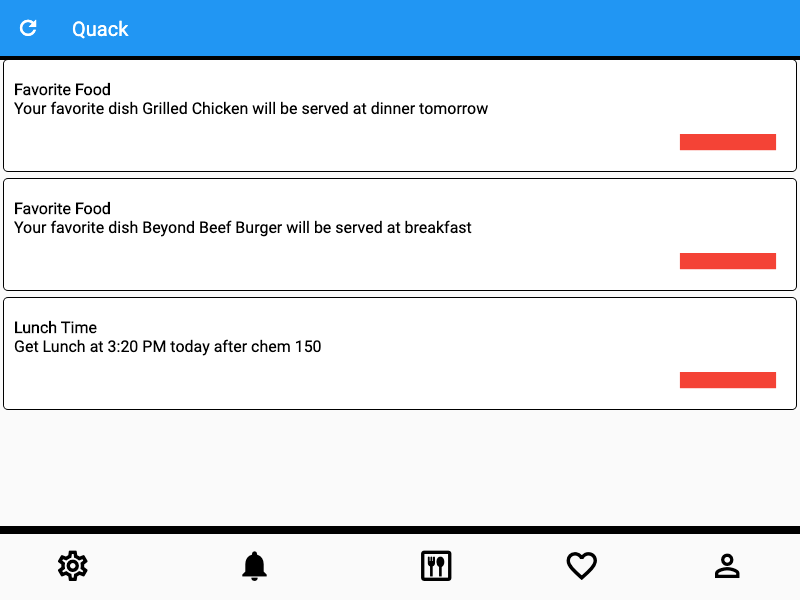 Quack
Favorite Food
Your favorite dish Grilled Chicken will be served at dinner tomorrow
Favorite Food
Your favorite dish Beyond Beef Burger will be served at breakfast
Lunch Time
Get Lunch at 3:20 PM today after chem 150